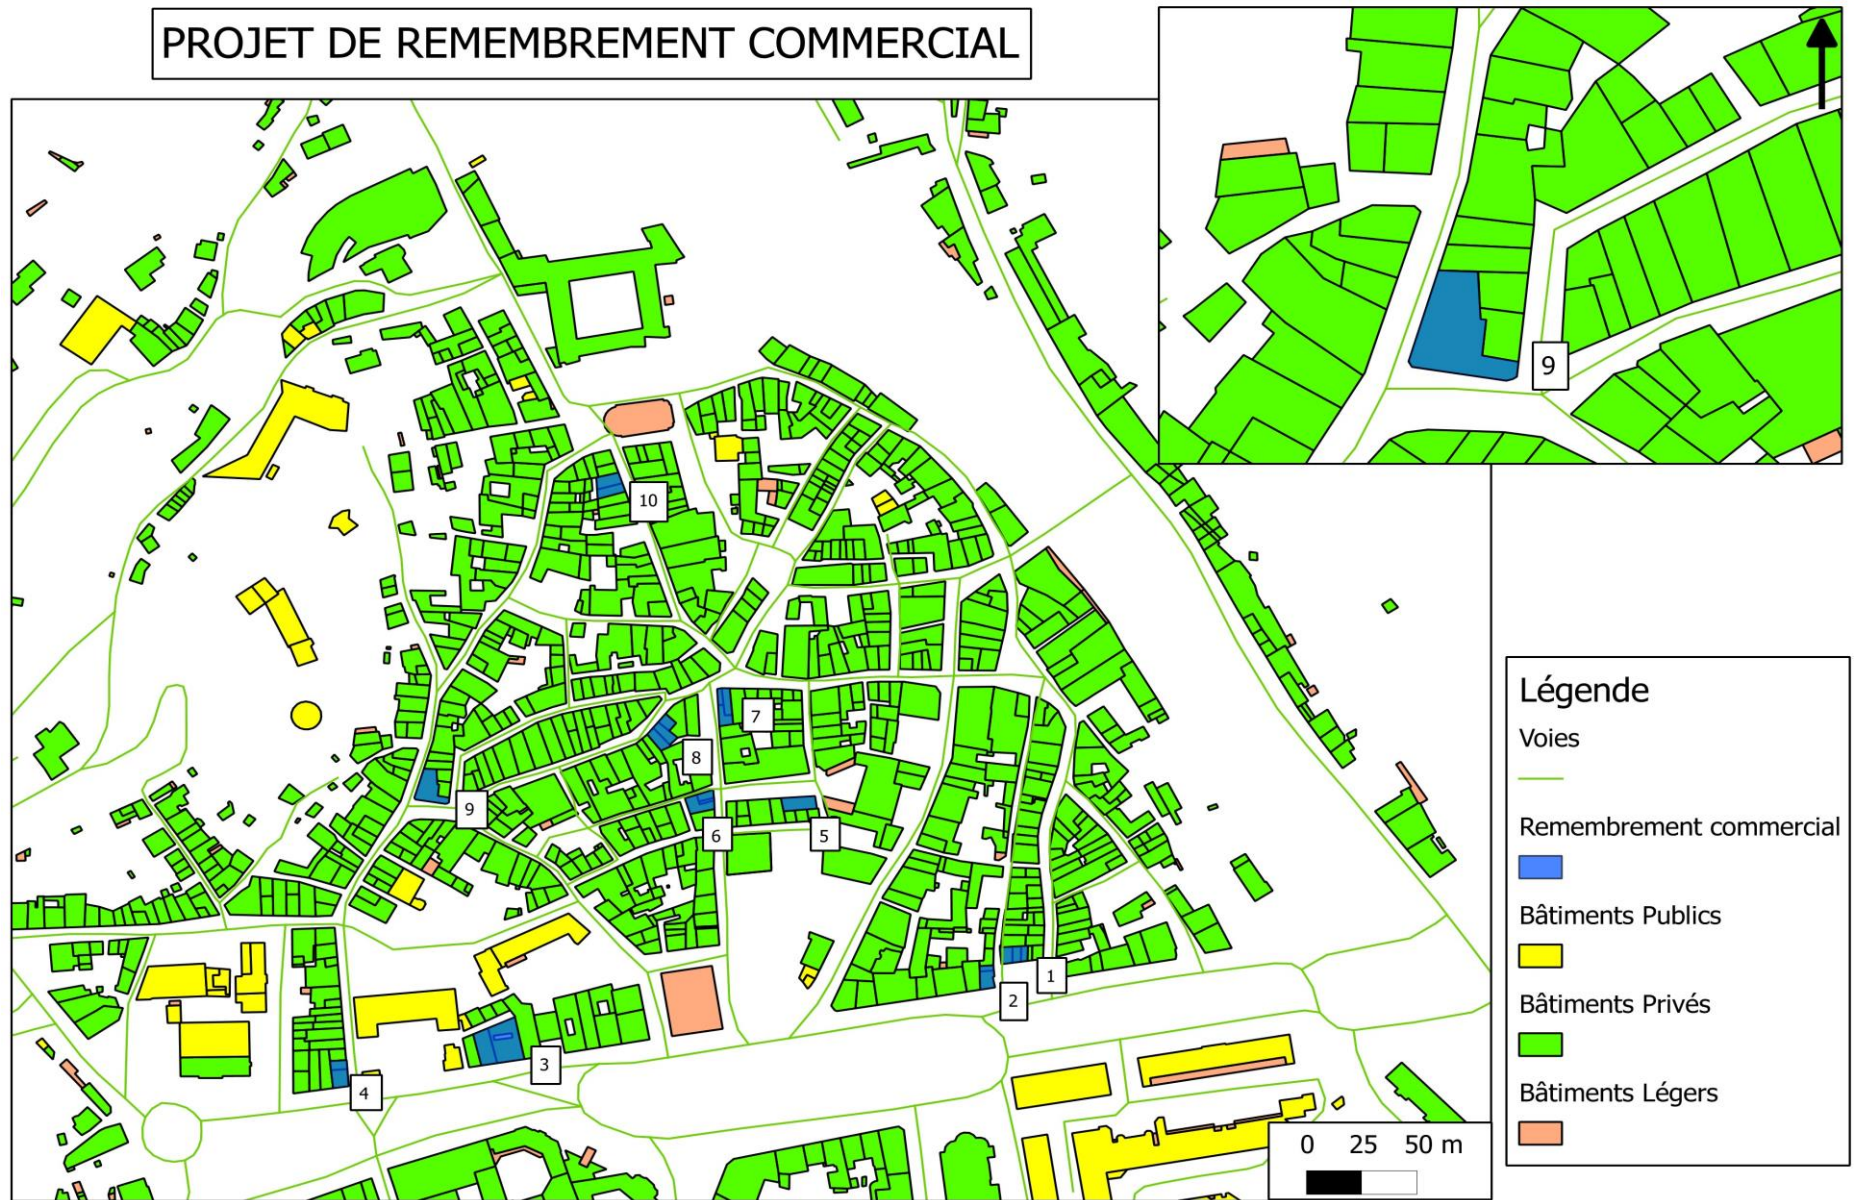 PROJET DE REMEMBREMENT COMMERCIAL
9
10
7
8
9
6
5
1
2
3
4
Légende
Voies
Remembrement commercial
Bâtiments Publics
Bâtiments Privés
Bâtiments Légers
0 25 50 m